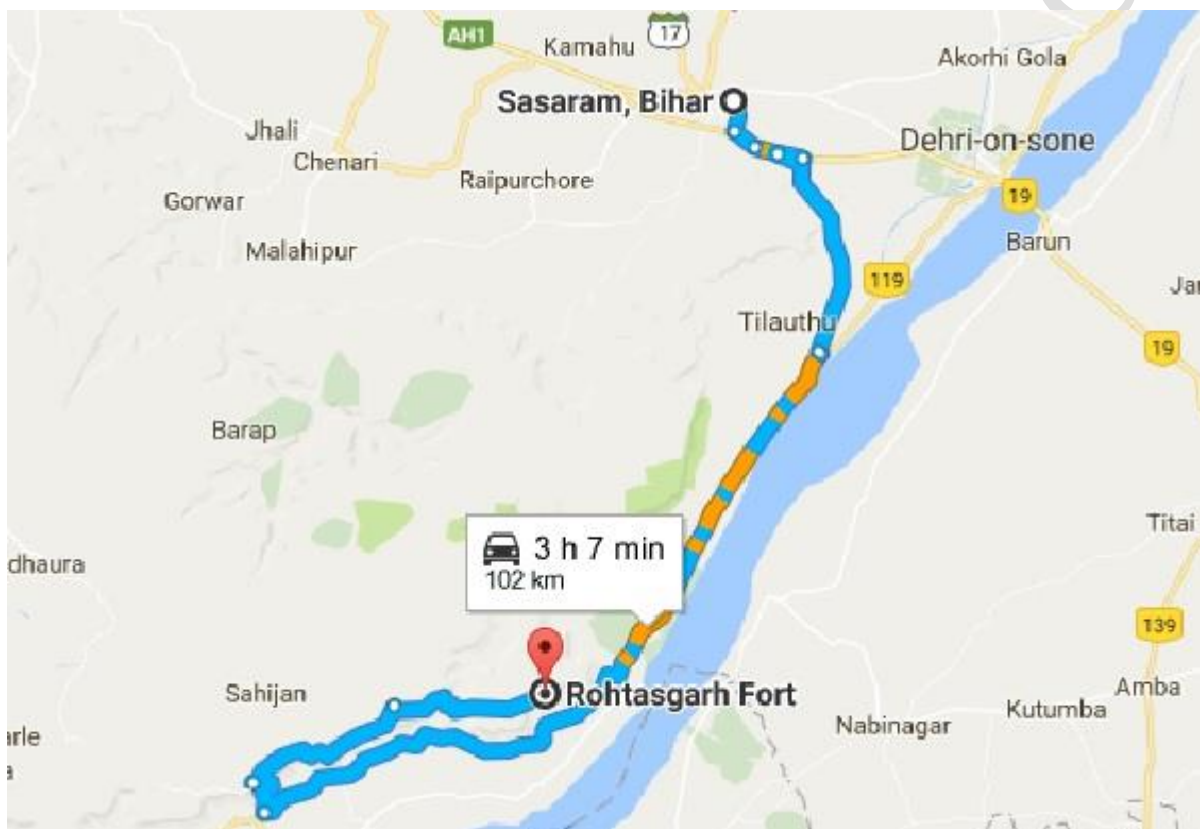 AH1
Kamahu
17
Akorhi Gola
Sasaram, Bihar
Jhali
Chenari
Dehri-on-sone
Raipurchore
Gorwar
19
Malahipur
Barun
119
Tilauthu
19
Barap
Titai
3 h 7 min
102 km
dhaura
139
Sahijan
Rohtasgarh Fort
Amba
Kutumba
Nabinagar
arle